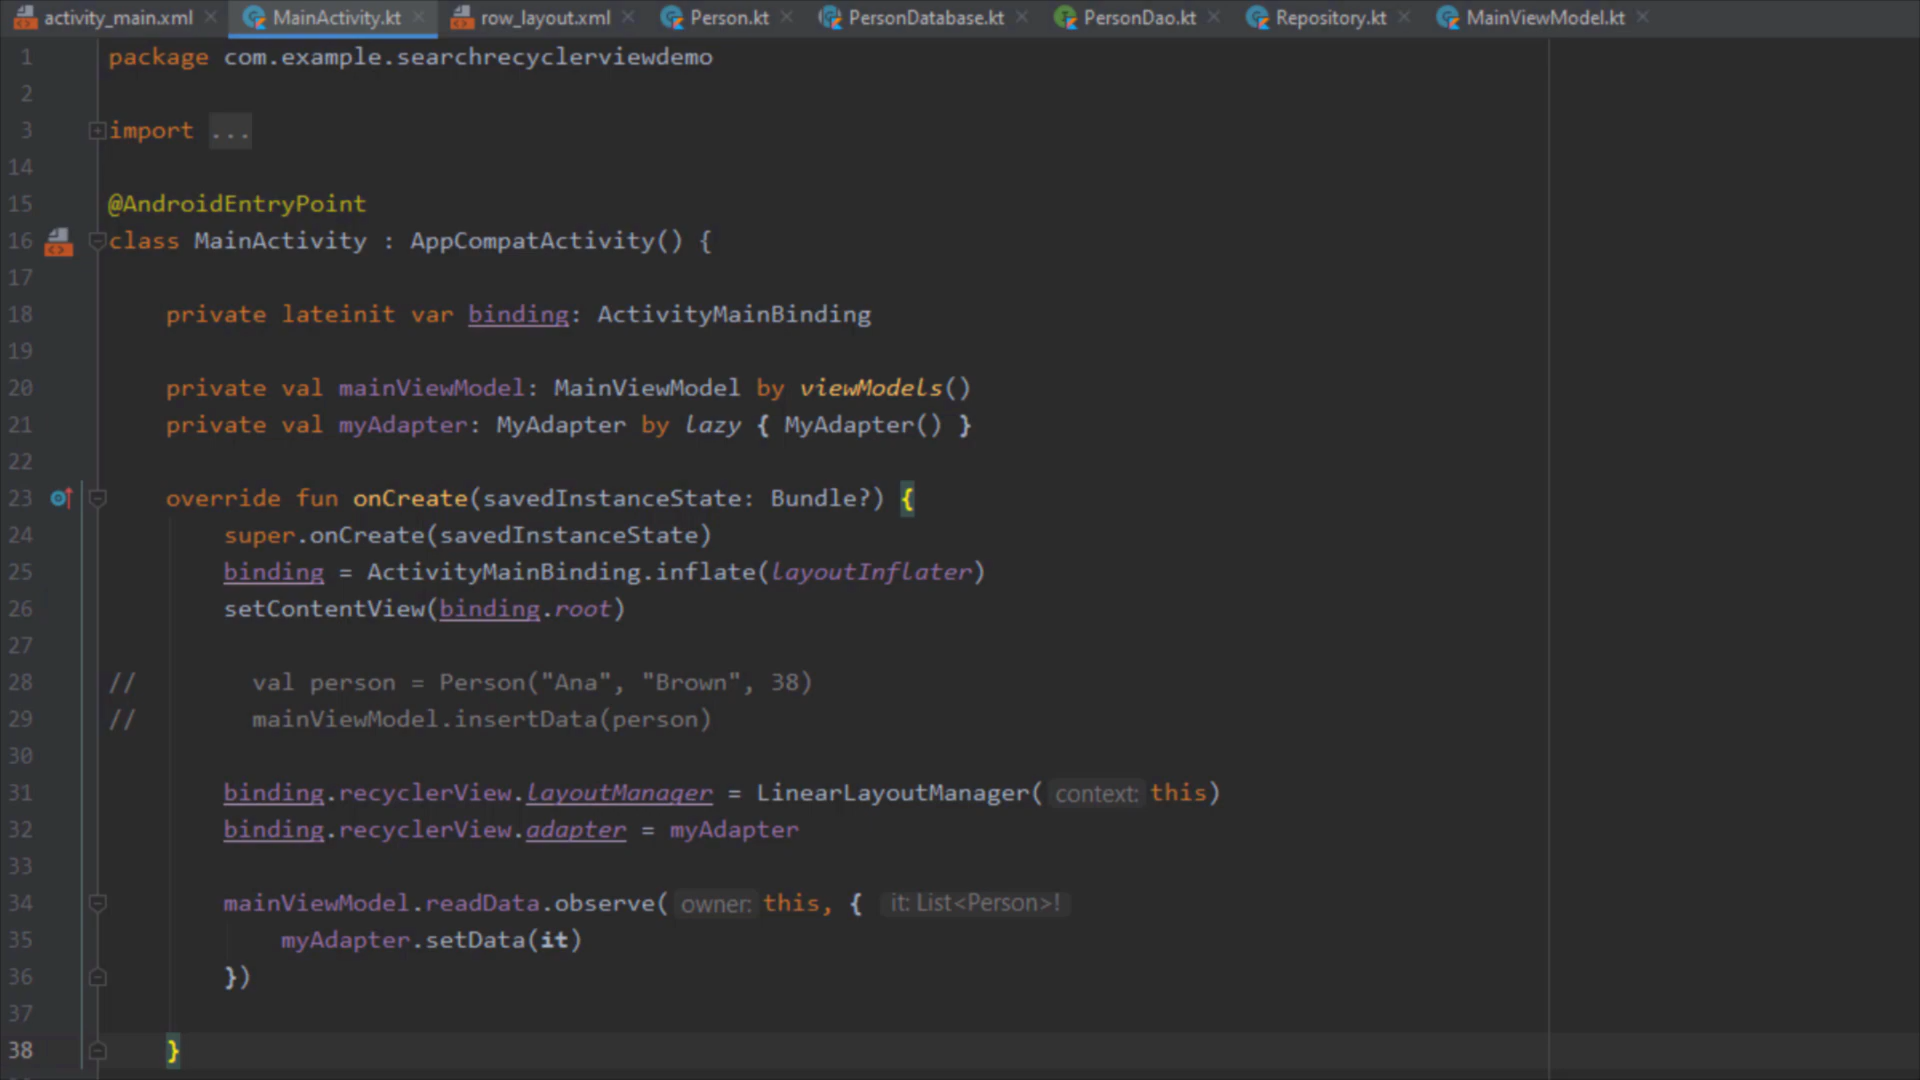 activity_main.xml MainActivity.kt row_layout.xml Person.kt PersonDatabase.kt PersonDao.kt Repository.kt MainViewModel.kt
1 package com.example.searchrecyclerviewdemo
2
3 import ...
14
15 @AndroidEntryPoint
16 class MainActivity : AppCompatActivity() {
17
18 private lateinit var binding: ActivityMainBinding
19
20 private val mainViewModel: MainViewModel by viewModels()
21 private val myAdapter: MyAdapter by lazy { MyAdapter() }
22
23 override fun onCreate(savedInstanceState: Bundle?) {
24 super.onCreate(savedInstanceState)
25 binding = ActivityMainBinding.inflate(layoutInflater)
26 setContentView(binding.root)
27
28 // val person = Person("Ana", "Brown", 38)
29 // mainViewModel.insertData(person)
30
31 binding.recyclerView.layoutManager = LinearLayoutManager( context: this)
32 binding.recyclerView.adapter = myAdapter
33
34 mainViewModel.readData.observe( owner: this, { it: List<Person>!
35 myAdapter.setData(it)
36 })
37
38 }